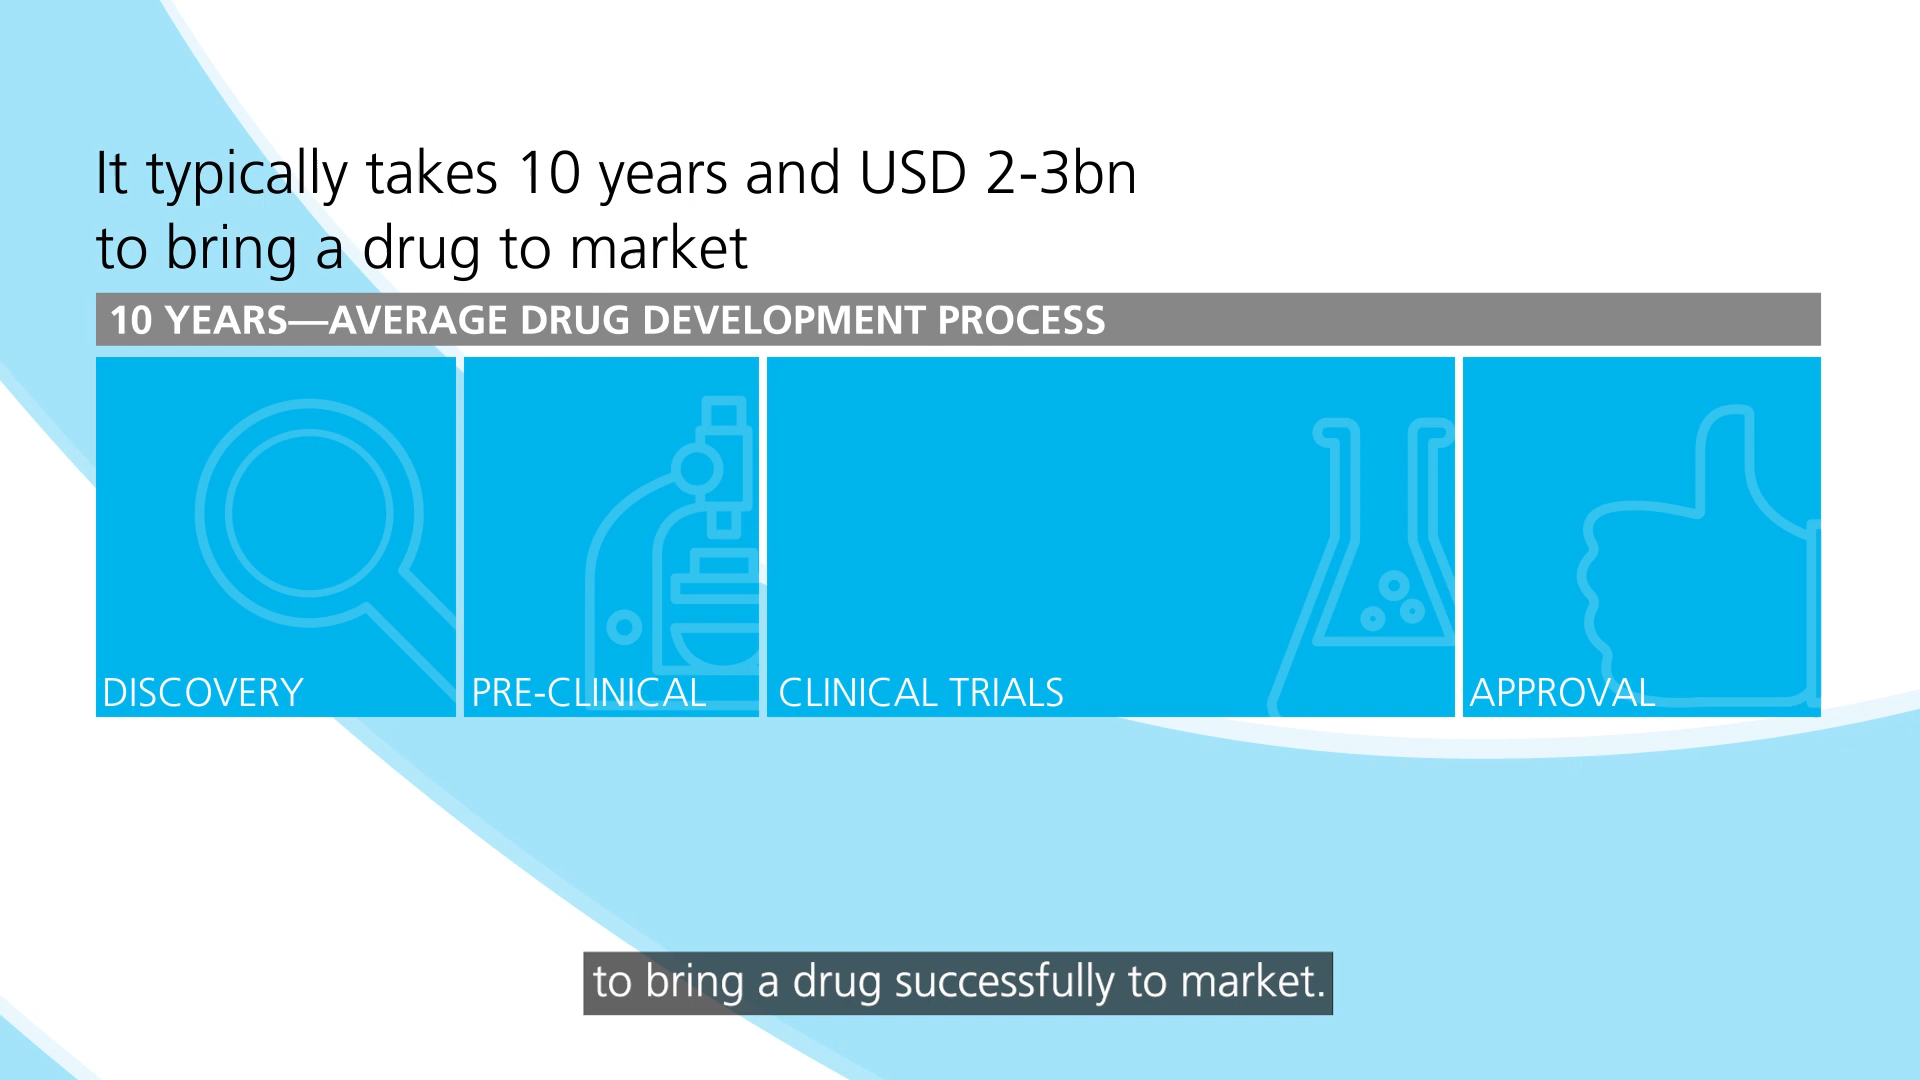 It typically takes 10 years and USD 2-3bn
to bring a drug to market
10 YEARS—AVERAGE DRUG DEVELOPMENT PROCESS
DISCOVERY
PRE-CLINICAL
CLINICAL TRIALS
APPROVAL
to bring a drug successfully to market.